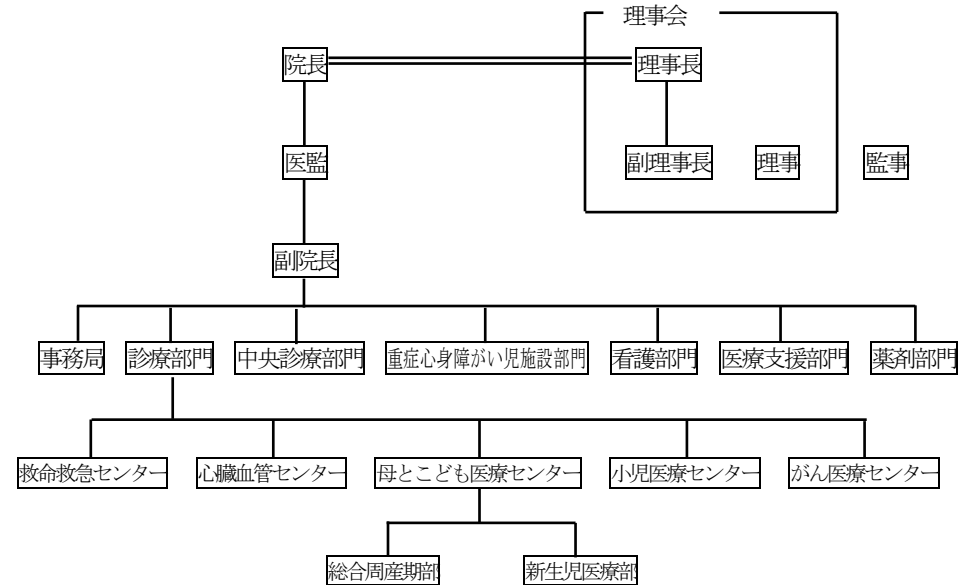 理事会
院長
理事長
医監
副理事長
理事
監事
副院長
事務局
診療部門
中央診療部門
重症心身障がい児施設部門
看護部門
医療支援部門
薬剤部門
救命救急センター
心臓血管センター
母とこども医療センター
小児医療センター
がん医療センター
総合周産期部
新生児医療部